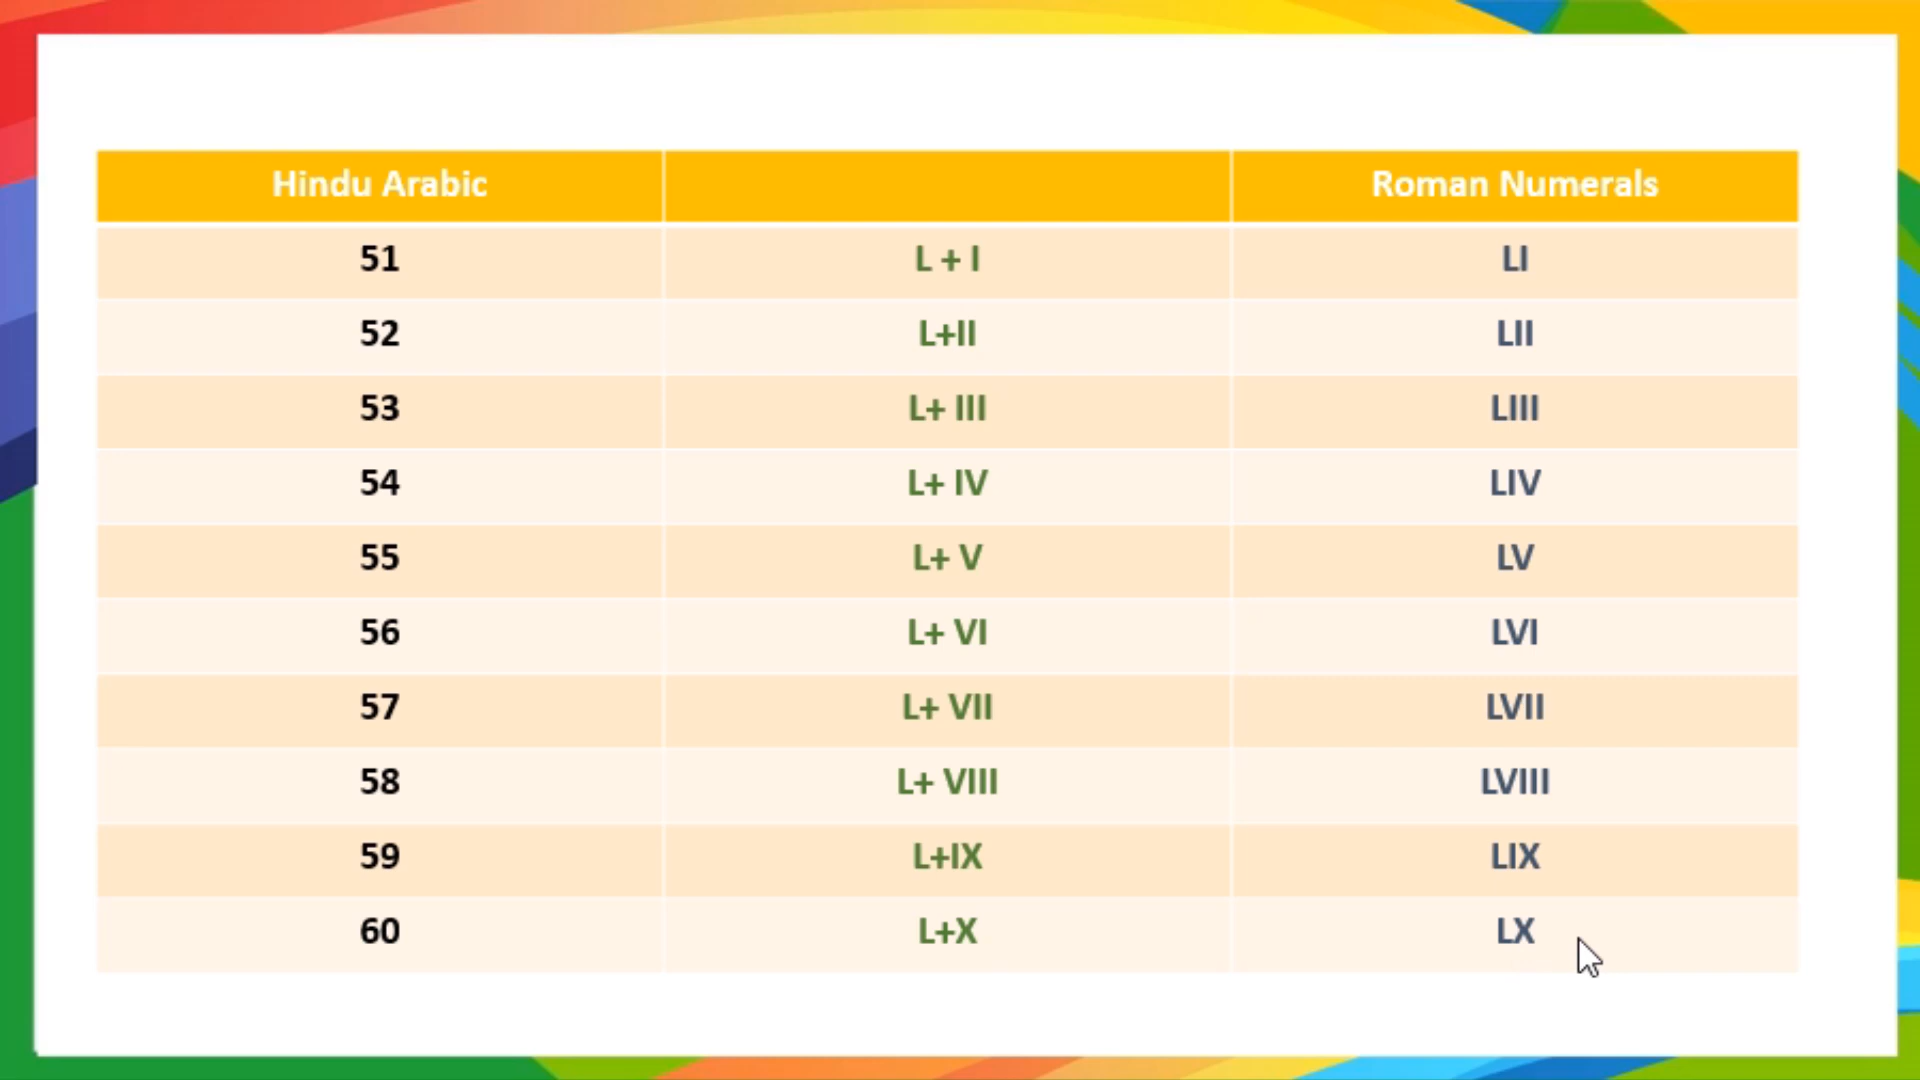 Hindu Arabic Roman Numerals
51 L + I LI
52 L+II LII
53 L+ III LIII
54 L+ IV LIV
55 L+ V LV
56 L+ VI LVI
57 L+ VII LVII
58 L+ VIII LVIII
59 L+IX LIX
60 L+X LX